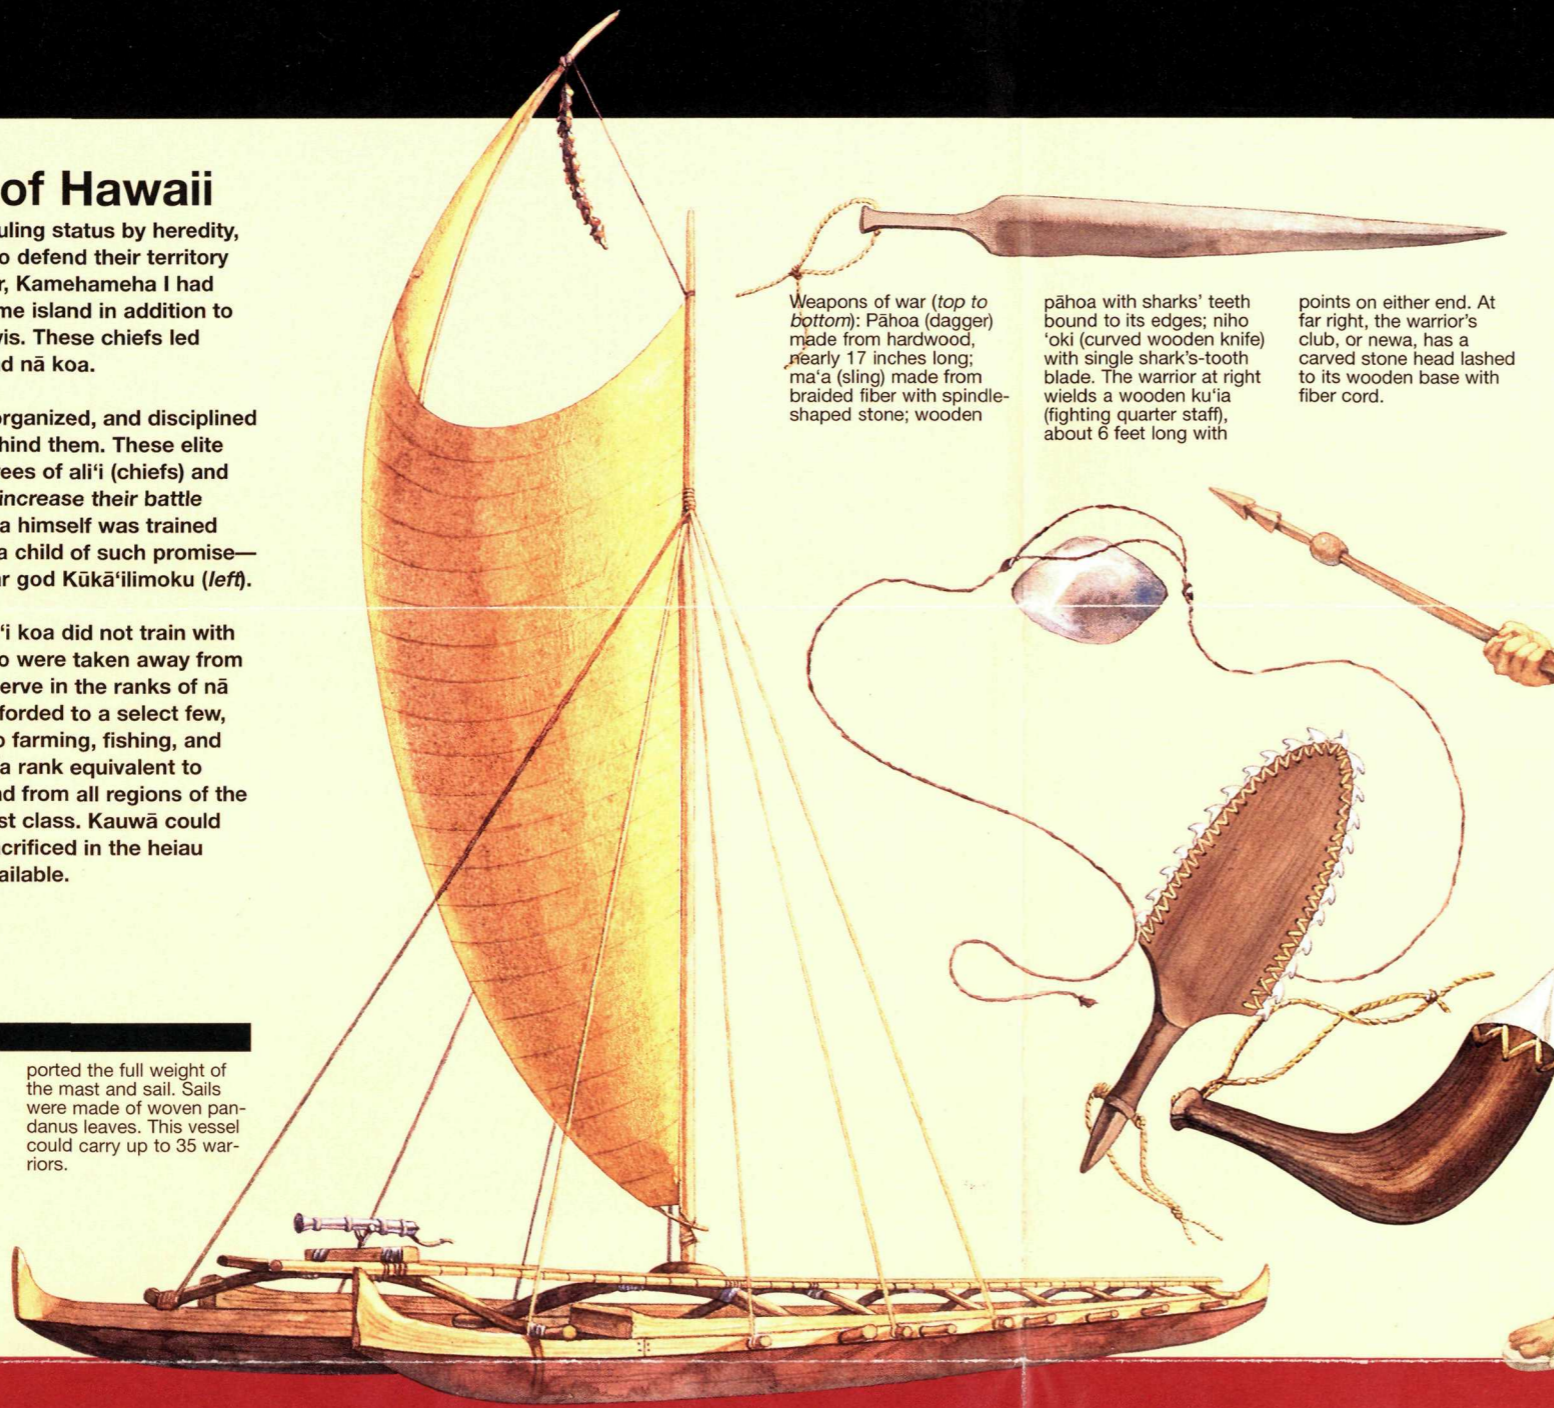 of Hawaii
uling status by heredity,
o defend their territory
r, Kamehameha I had
me island in addition to
vis. These chiefs led
d nā koa.
organized, and disciplined
hind them. These elite
rees of ali‘i (chiefs) and
increase their battle
a himself was trained
a child of such promise—
ar god Kūkā‘ilimoku (left).
‘i koa did not train with
o were taken away from
erve in the ranks of nā
forded to a select few,
o farming, fishing, and
a rank equivalent to
nd from all regions of the
st class. Kauwā could
crificed in the heiau
ailable.
ported the full weight of
the mast and sail. Sails
were made of woven pan-
danus leaves. This vessel
could carry up to 35 war-
riors.
Weapons of war (top to
bottom): Pāhoa (dagger)
made from hardwood,
nearly 17 inches long;
ma‘a (sling) made from
braided fiber with spindle-
shaped stone; wooden
pāhoa with sharks’ teeth
bound to its edges; niho
‘oki (curved wooden knife)
with single shark’s-tooth
blade. The warrior at right
wields a wooden ku‘ia
(fighting quarter staff),
about 6 feet long with
points on either end. At
far right, the warrior’s
club, or newa, has a
carved stone head lashed
to its wooden base with
fiber cord.